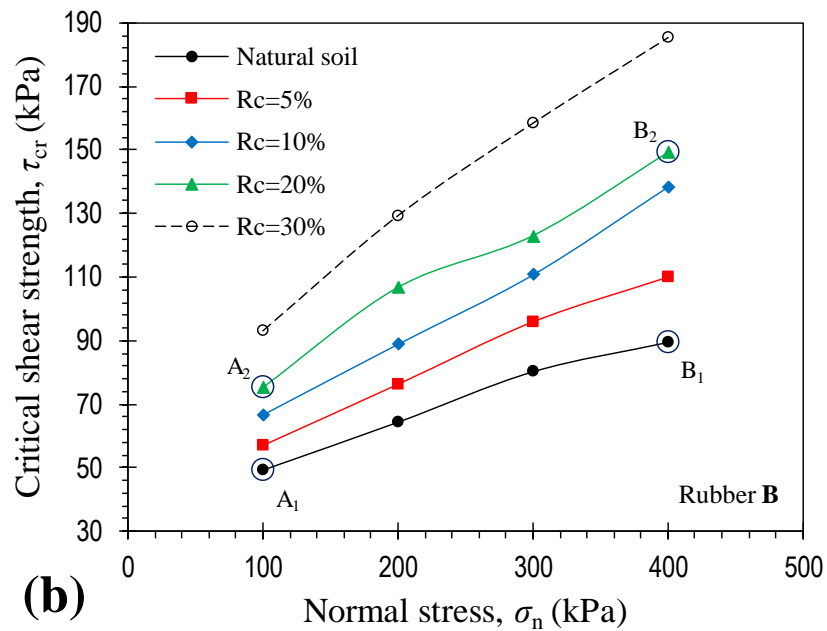 190
170
150
130
110
90
70
50
30
Critical shear strength, τcr (kPa)
Natural soil
Rc=5%
Rc=10%
Rc=20%
Rc=30%
B2
A2
B1
A1
Rubber B
0 100 200 300 400 500
(b) Normal stress, σn (kPa)